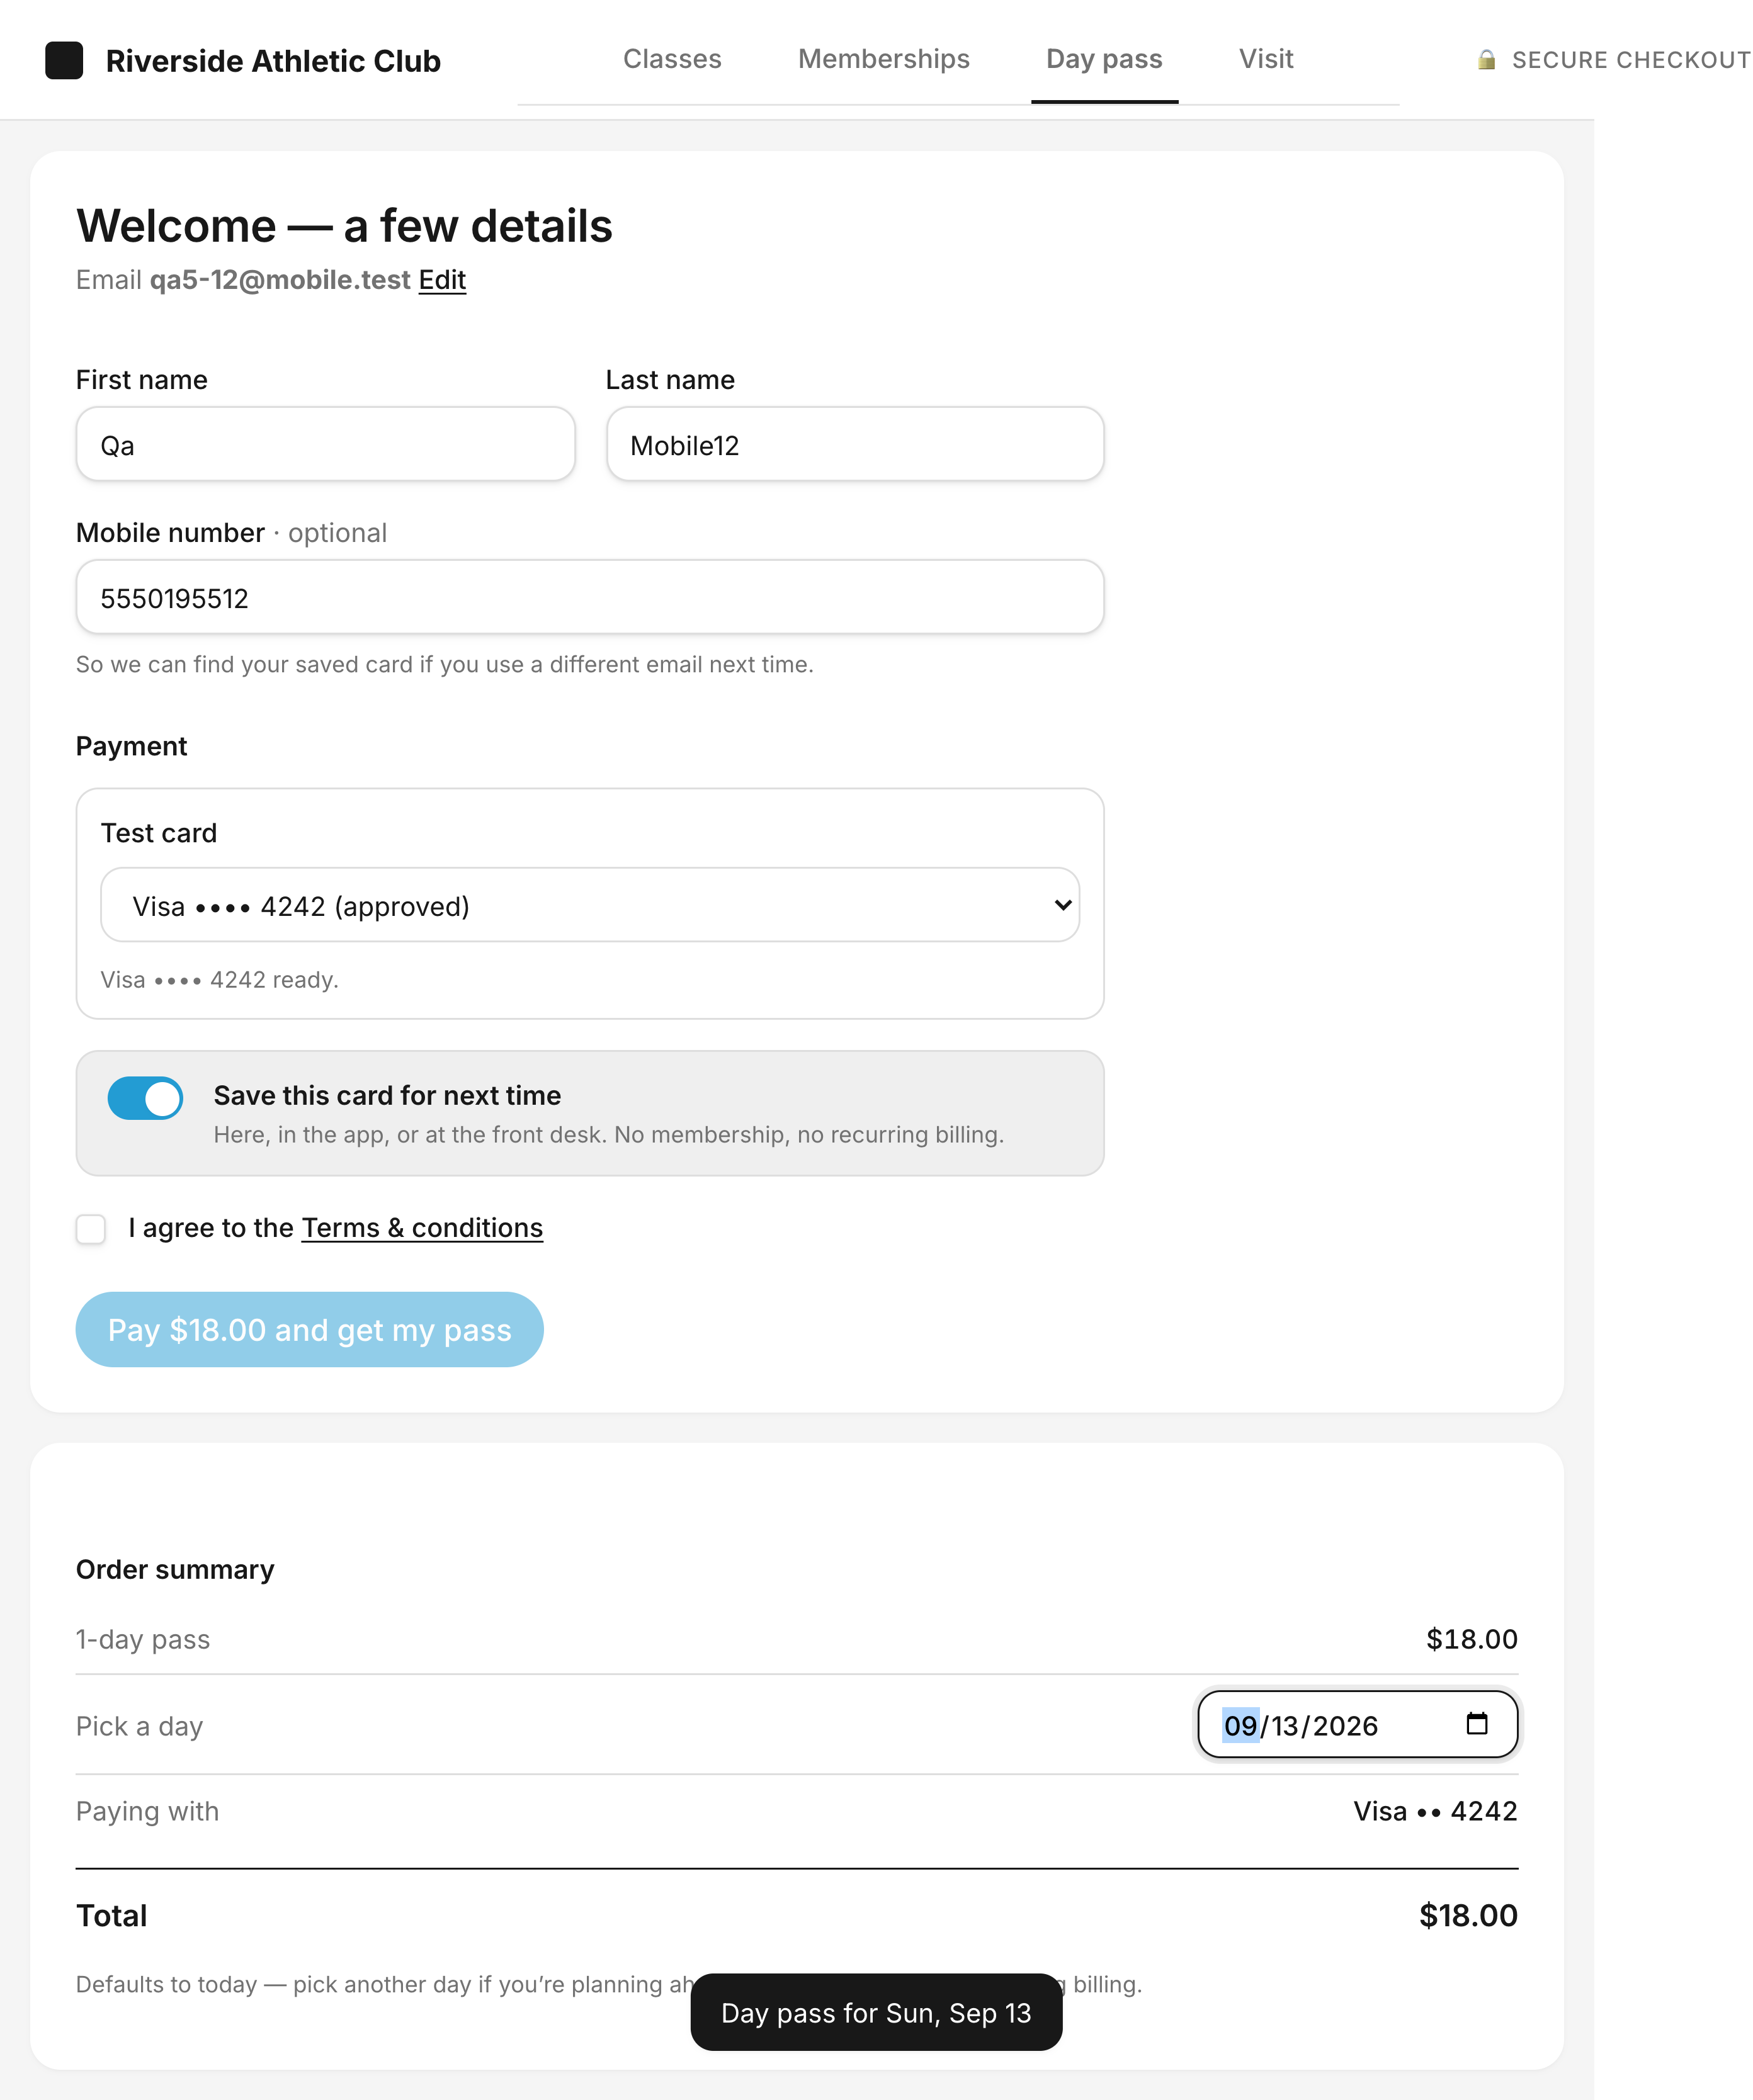 Riverside Athletic Club
Classes
Memberships
Day pass
Visit
SECURE CHECKOUT
Welcome — a few details
Email qa5-12@mobile.test Edit
First name
Last name
Qa
Mobile12
Mobile number · optional
5550195512
So we can find your saved card if you use a different email next time.
Payment
Test card
Visa •••• 4242 (approved)
Visa •••• 4242 ready.
Save this card for next time
Here, in the app, or at the front desk. No membership, no recurring billing.
I agree to the Terms & conditions
Pay $18.00 and get my pass
Order summary
1-day pass
$18.00
Pick a day
09/13/2026
Paying with
Visa •• 4242
Total
$18.00
Defaults to today — pick another day if you’re planning billing.
Day pass for Sun, Sep 13